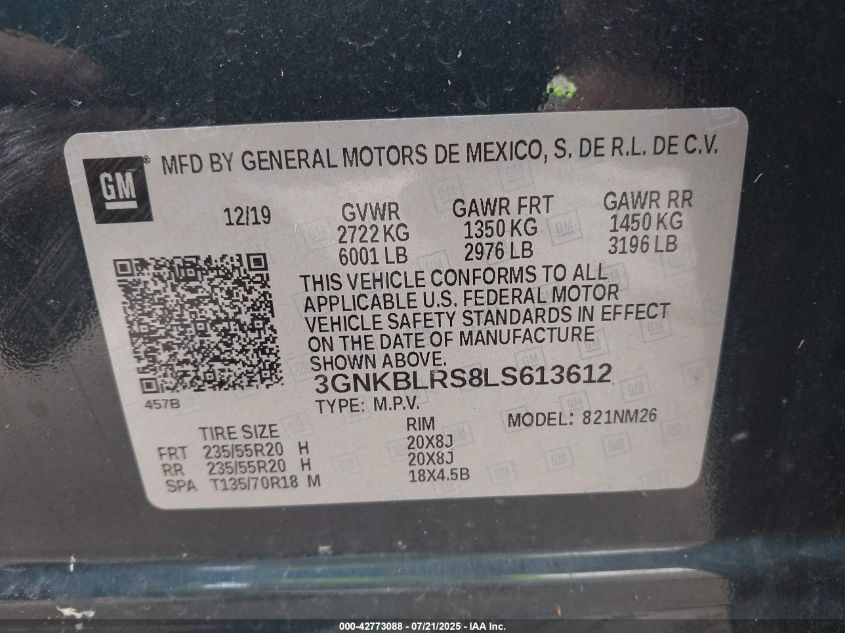 GM ® MFD BY GENERAL MOTORS DE MEXICO, S. DE R.L. DE C.V.
12/19 GVWR GAWR FRT GAWR RR
2722 KG 1350 KG 1450 KG
6001 LB 2976 LB 3196 LB
THIS VEHICLE CONFORMS TO ALL
APPLICABLE U.S. FEDERAL MOTOR
VEHICLE SAFETY STANDARDS IN EFFECT
ON THE DATE OF MANUFACTURE
SHOWN ABOVE.
3GNKBLRS8LS613612
457B
TYPE: M.P.V. MODEL: 821NM26
TIRE SIZE RIM
FRT 235/55R20 H 20X8J
RR 235/55R20 H 20X8J
SPA T135/70R18 M 18X4.5B
000-42773088 - 07/21/2025 - IAA Inc.